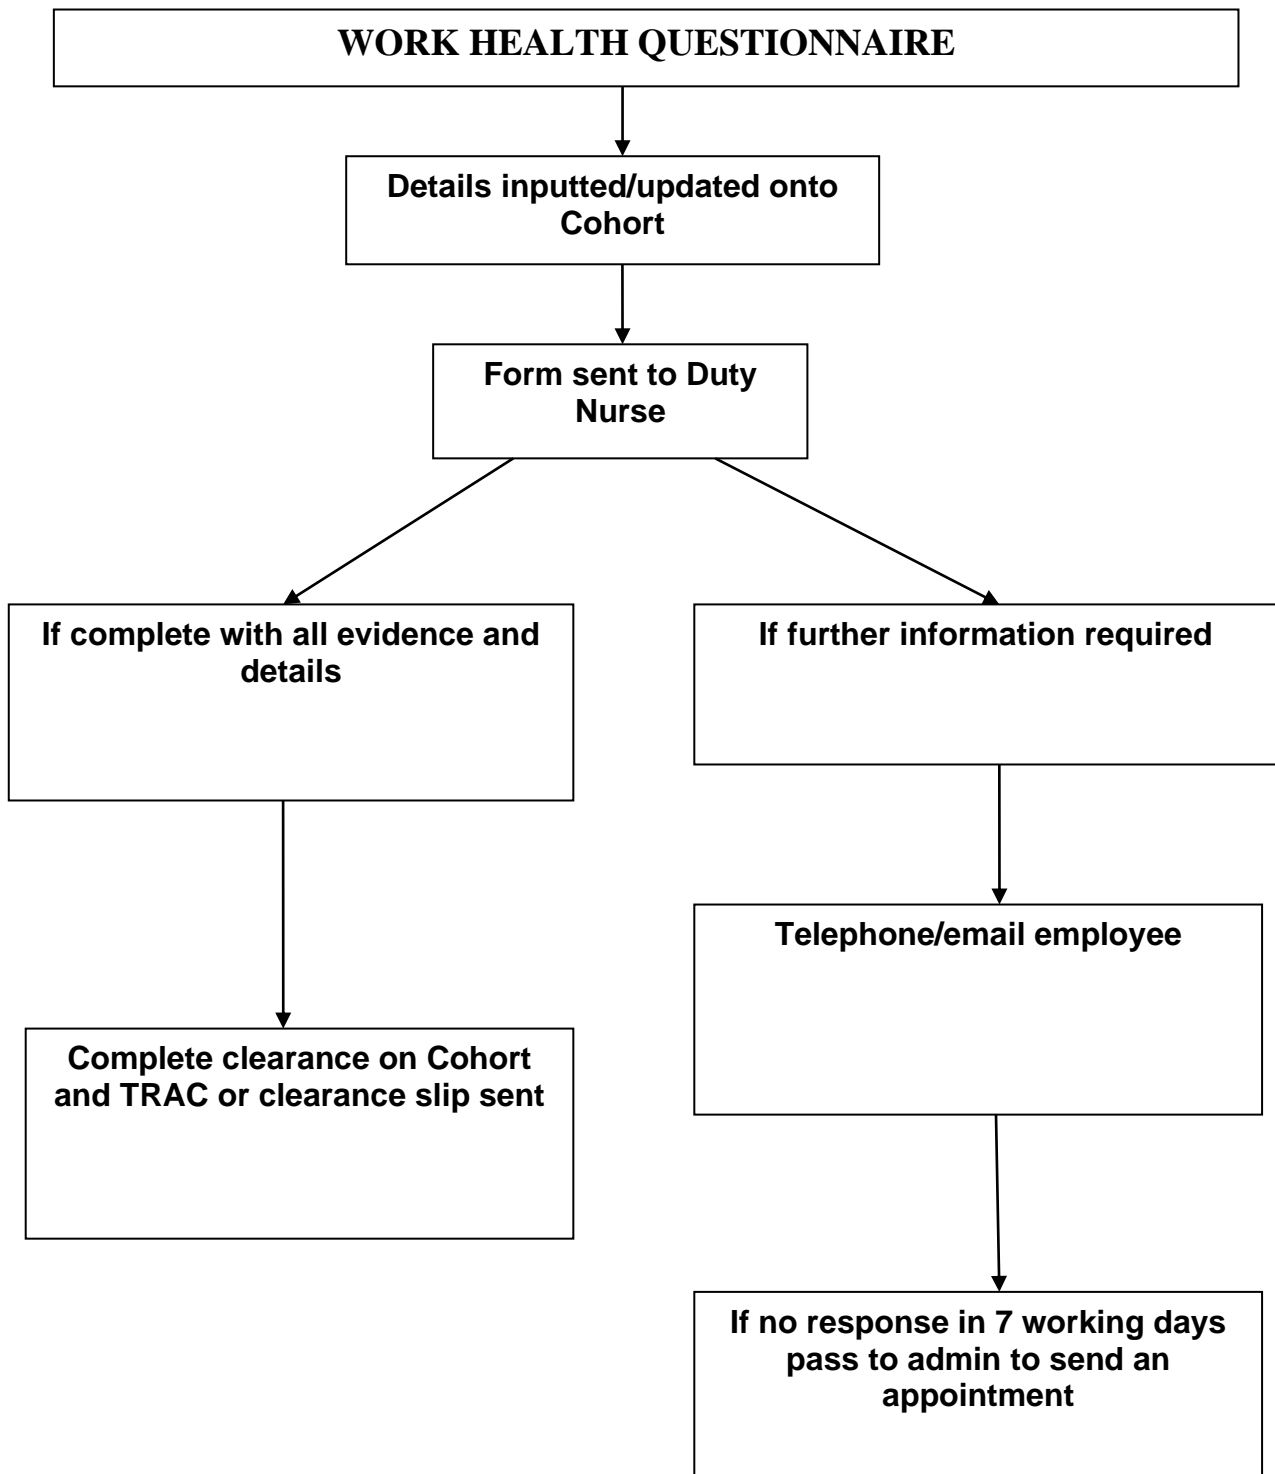 WORK HEALTH QUESTIONNAIRE
Details inputted/updated onto
Cohort
Form sent to Duty
Nurse
If complete with all evidence and
details
If further information required
Telephone/email employee
Complete clearance on Cohort
and TRAC or clearance slip sent
If no response in 7 working days
pass to admin to send an
appointment